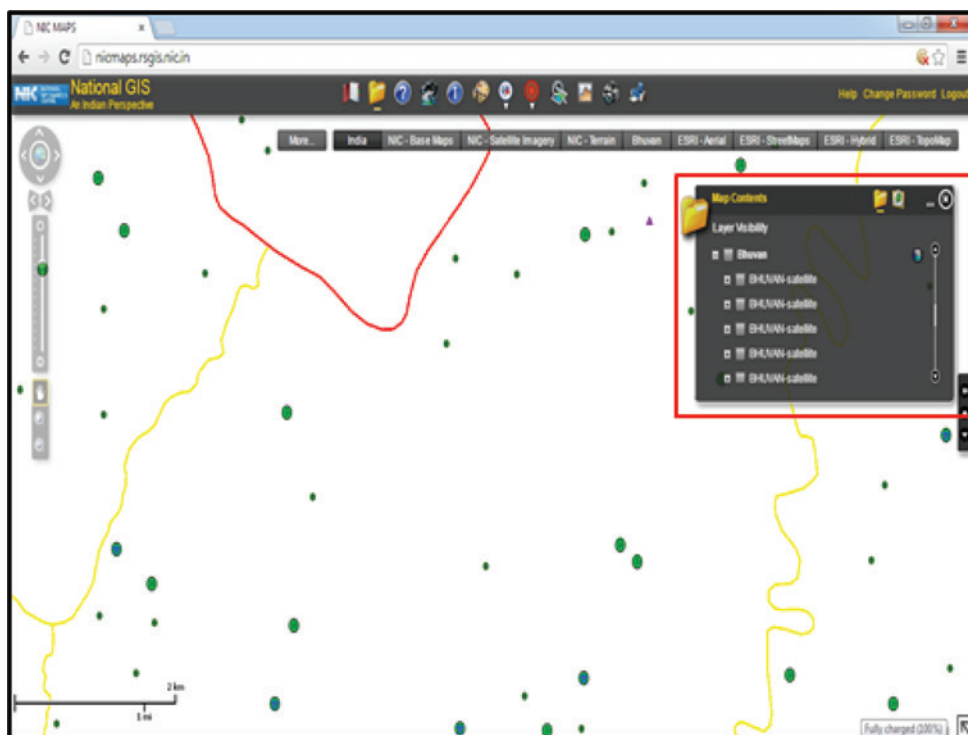 NIC MAPS
nicmaps.rsgis.nic.in
NIC National GIS
An Indian Perspective
Help Change Password Logout
More... India NIC - Base Maps NIC - Satellite Imagery NIC - Terrain Bhuvan ESRI - Aerial ESRI - StreetMaps ESRI - Hybrid ESRI - TopoMap
Map Contents
Layer Visibility
Bhuvan
BHUVAN-satellite
BHUVAN-satellite
BHUVAN-satellite
BHUVAN-satellite
BHUVAN-satellite
2 km
1 mi
Fully charged (100%)